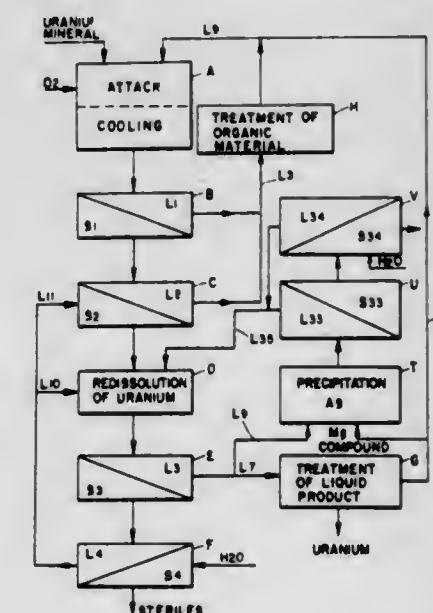 URANIUM
MINERAL
L9
A
O2
ATTACK
COOLING
H
TREATMENT OF
ORGANIC
MATERIAL
L3
B
L1
S1
V
L34
S34
H2O
C
L2
S2
L11
U
S33
L33
L35
D
REDISSOLUTION
OF URANIUM
L10
T
PRECIPITATION
AS
L9
Mg
COMPOUND
E
L3
S3
L7
G
TREATMENT
OF LIQUID
PRODUCT
F
L4
S4
H2O
URANIUM
STERILES